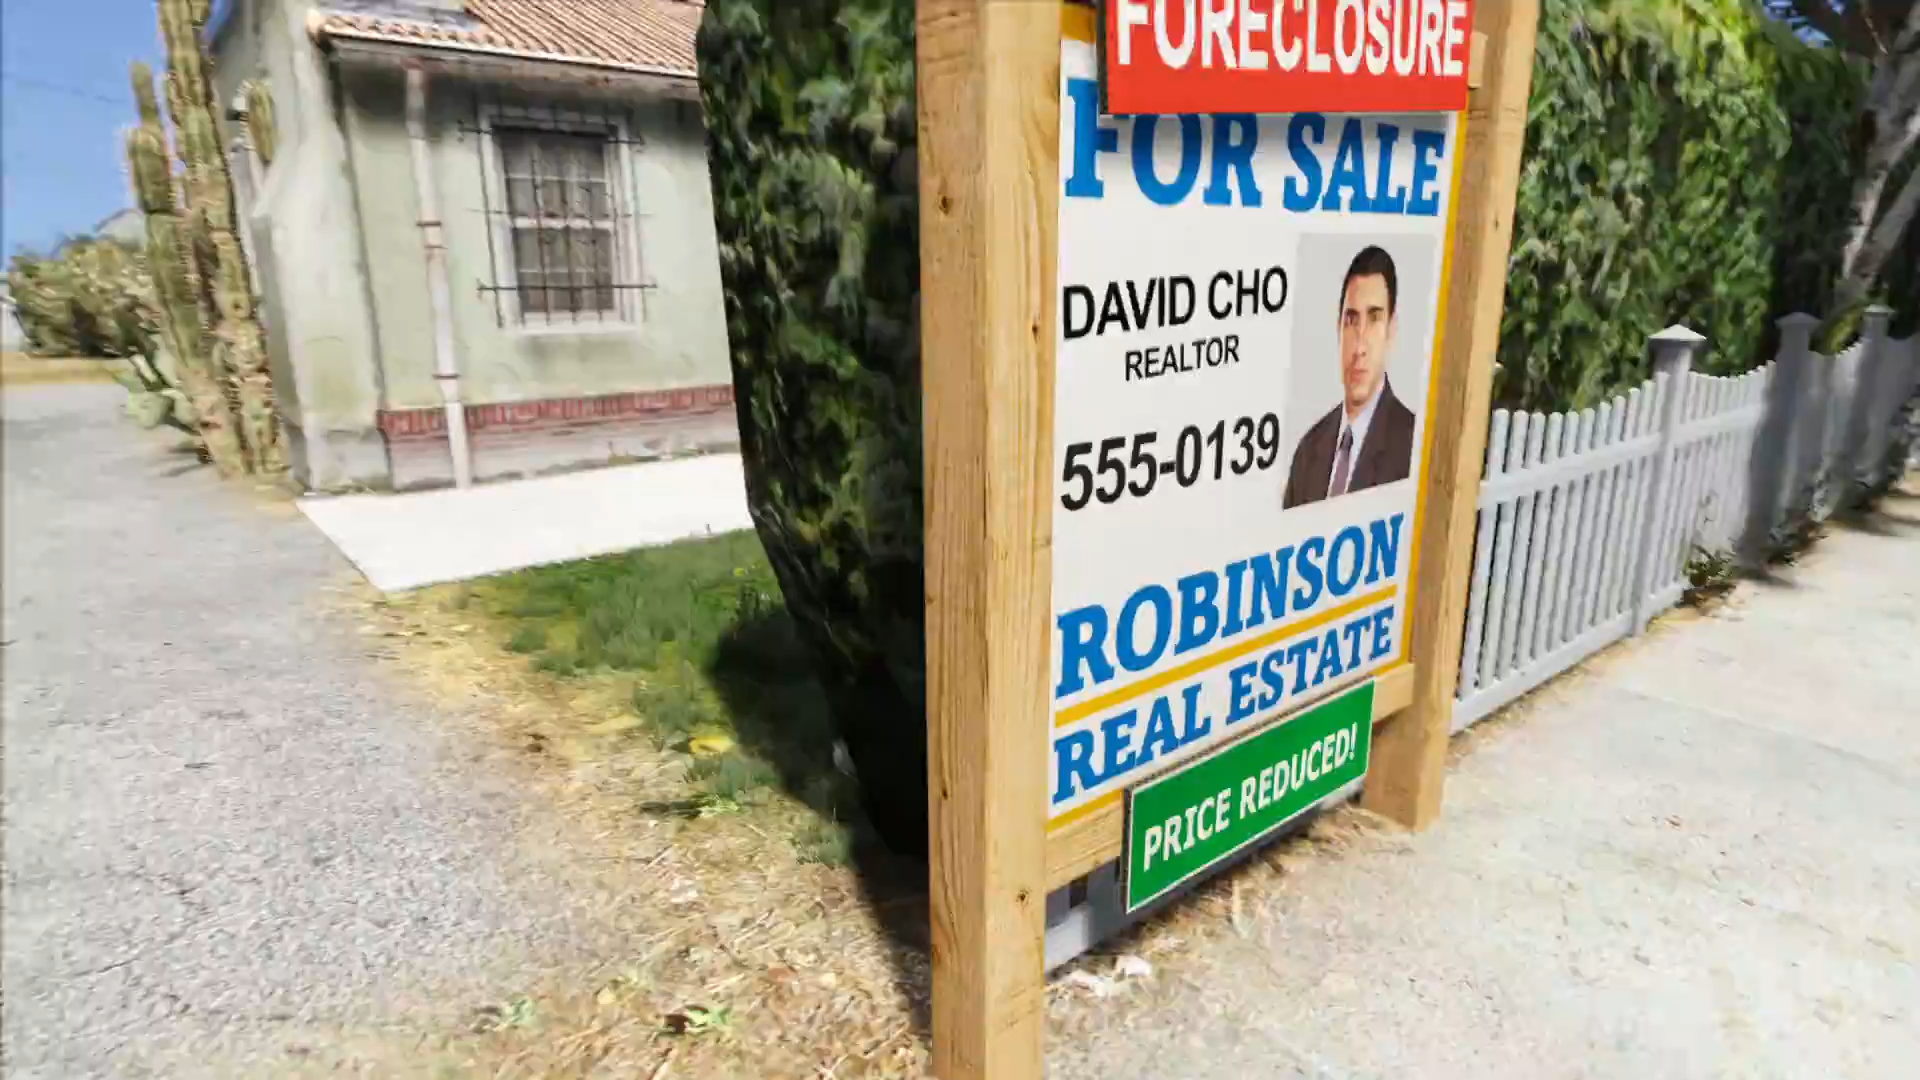 FORECLOSURE
FOR SALE
DAVID CHO
REALTOR
555-0139
ROBINSON
REAL ESTATE
PRICE REDUCED!